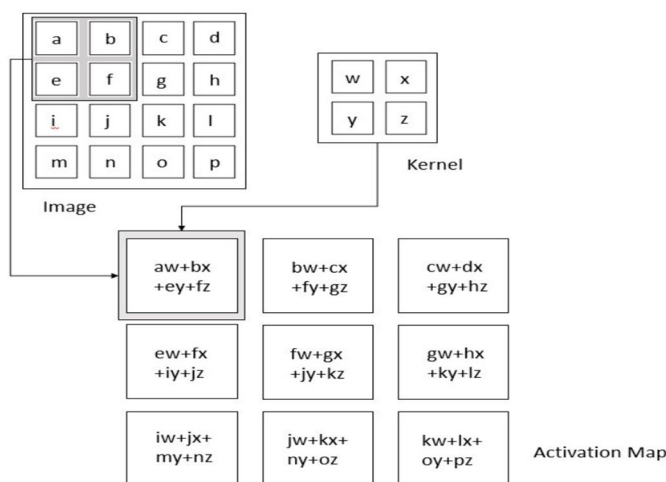 a b c d
e f g h
i j k l
m n o p
Image
w x
y z
Kernel
aw+bx
+ey+fz
bw+cx
+fy+gz
cw+dx
+gy+hz
ew+fx
+iy+jz
fw+gx
+jy+kz
gw+hx
+ky+lz
iw+jx+
my+nz
jw+kx+
ny+oz
kw+lx+
oy+pz
Activation Map